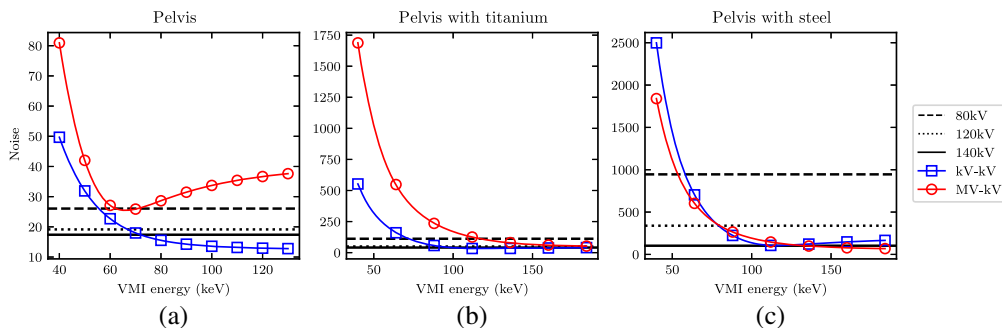 Pelvis
Pelvis with titanium
Pelvis with steel
Noise
80
70
60
50
40
30
20
10
40 60 80 100 120
VMI energy (keV)
1750
1500
1250
1000
750
500
250
0
50 100 150
VMI energy (keV)
2500
2000
1500
1000
500
0
50 100 150
VMI energy (keV)
80kV
120kV
140kV
kV-kV
MV-kV
(a)
(b)
(c)